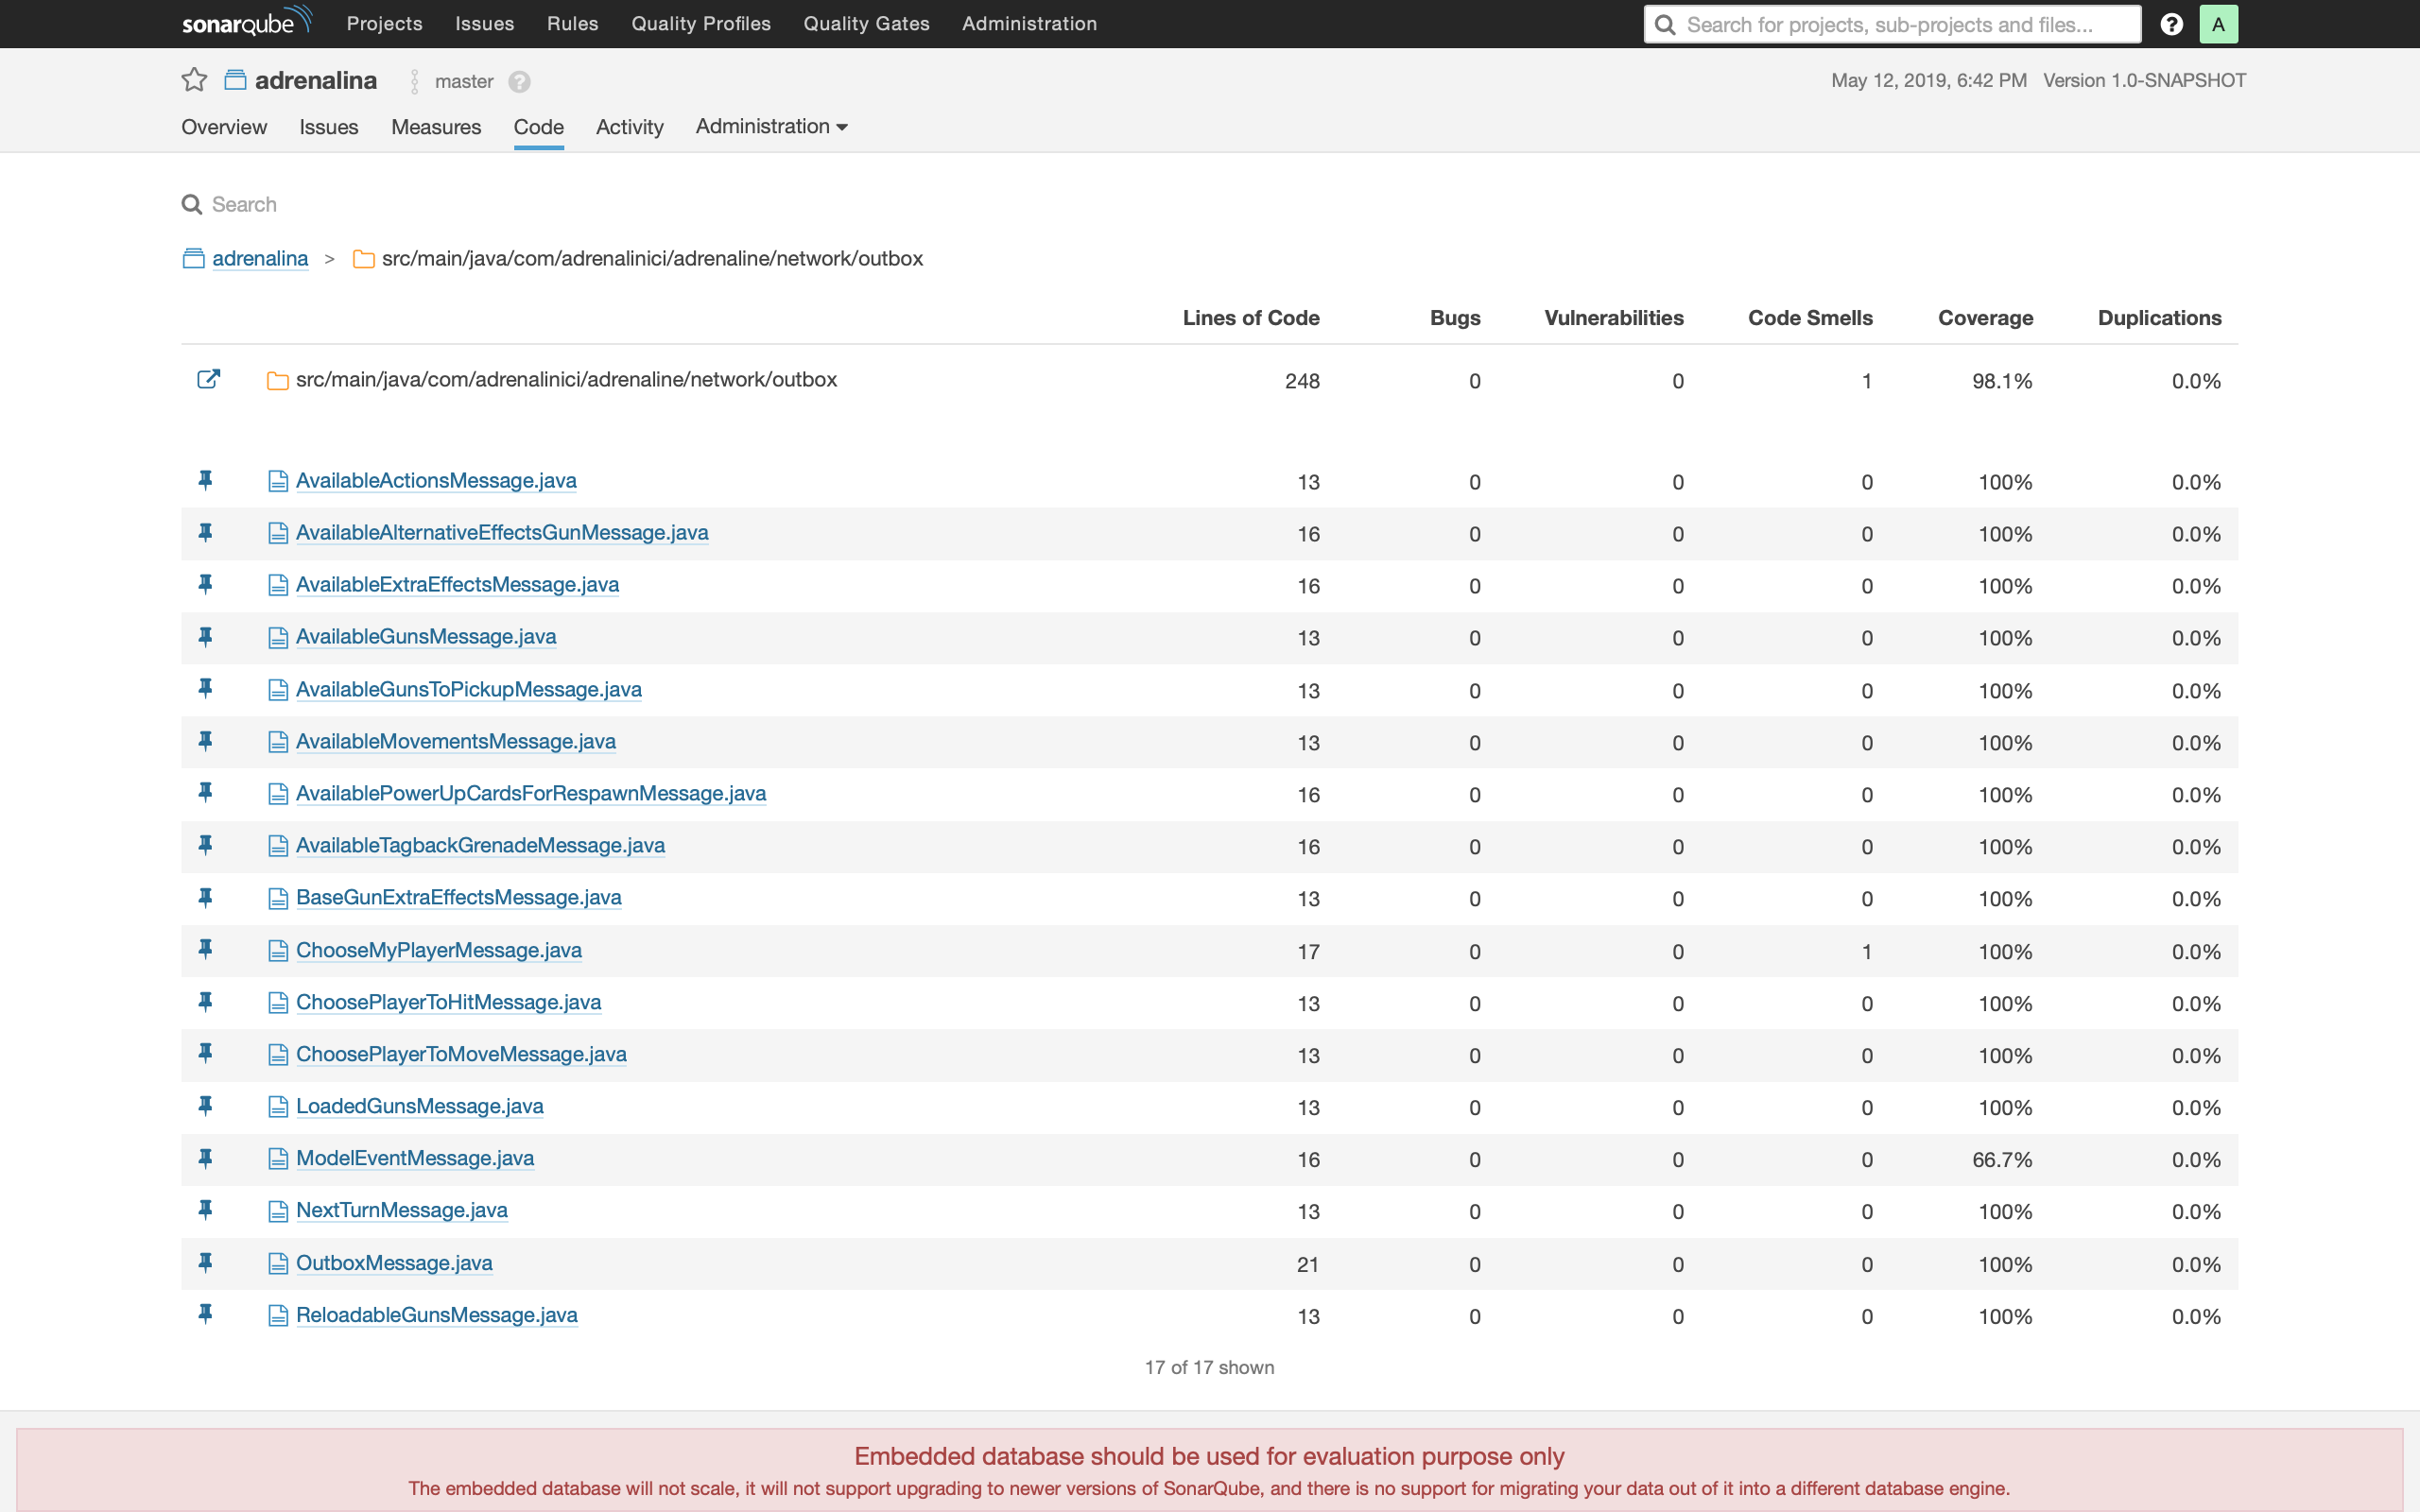 sonarqube Projects Issues Rules Quality Profiles Quality Gates Administration Search for projects, sub-projects and files... ? A
adrenalina master ? May 12, 2019, 6:42 PM Version 1.0-SNAPSHOT
Overview Issues Measures Code Activity Administration
Search
adrenalina > src/main/java/com/adrenalinici/adrenaline/network/outbox
Lines of Code Bugs Vulnerabilities Code Smells Coverage Duplications
src/main/java/com/adrenalinici/adrenaline/network/outbox 248 0 0 1 98.1% 0.0%
AvailableActionsMessage.java 13 0 0 0 100% 0.0%
AvailableAlternativeEffectsGunMessage.java 16 0 0 0 100% 0.0%
AvailableExtraEffectsMessage.java 16 0 0 0 100% 0.0%
AvailableGunsMessage.java 13 0 0 0 100% 0.0%
AvailableGunsToPickupMessage.java 13 0 0 0 100% 0.0%
AvailableMovementsMessage.java 13 0 0 0 100% 0.0%
AvailablePowerUpCardsForRespawnMessage.java 16 0 0 0 100% 0.0%
AvailableTagbackGrenadeMessage.java 16 0 0 0 100% 0.0%
BaseGunExtraEffectsMessage.java 13 0 0 0 100% 0.0%
ChooseMyPlayerMessage.java 17 0 0 1 100% 0.0%
ChoosePlayerToHitMessage.java 13 0 0 0 100% 0.0%
ChoosePlayerToMoveMessage.java 13 0 0 0 100% 0.0%
LoadedGunsMessage.java 13 0 0 0 100% 0.0%
ModelEventMessage.java 16 0 0 0 66.7% 0.0%
NextTurnMessage.java 13 0 0 0 100% 0.0%
OutboxMessage.java 21 0 0 0 100% 0.0%
ReloadableGunsMessage.java 13 0 0 0 100% 0.0%
17 of 17 shown
Embedded database should be used for evaluation purpose only
The embedded database will not scale, it will not support upgrading to newer versions of SonarQube, and there is no support for migrating your data out of it into a different database engine.